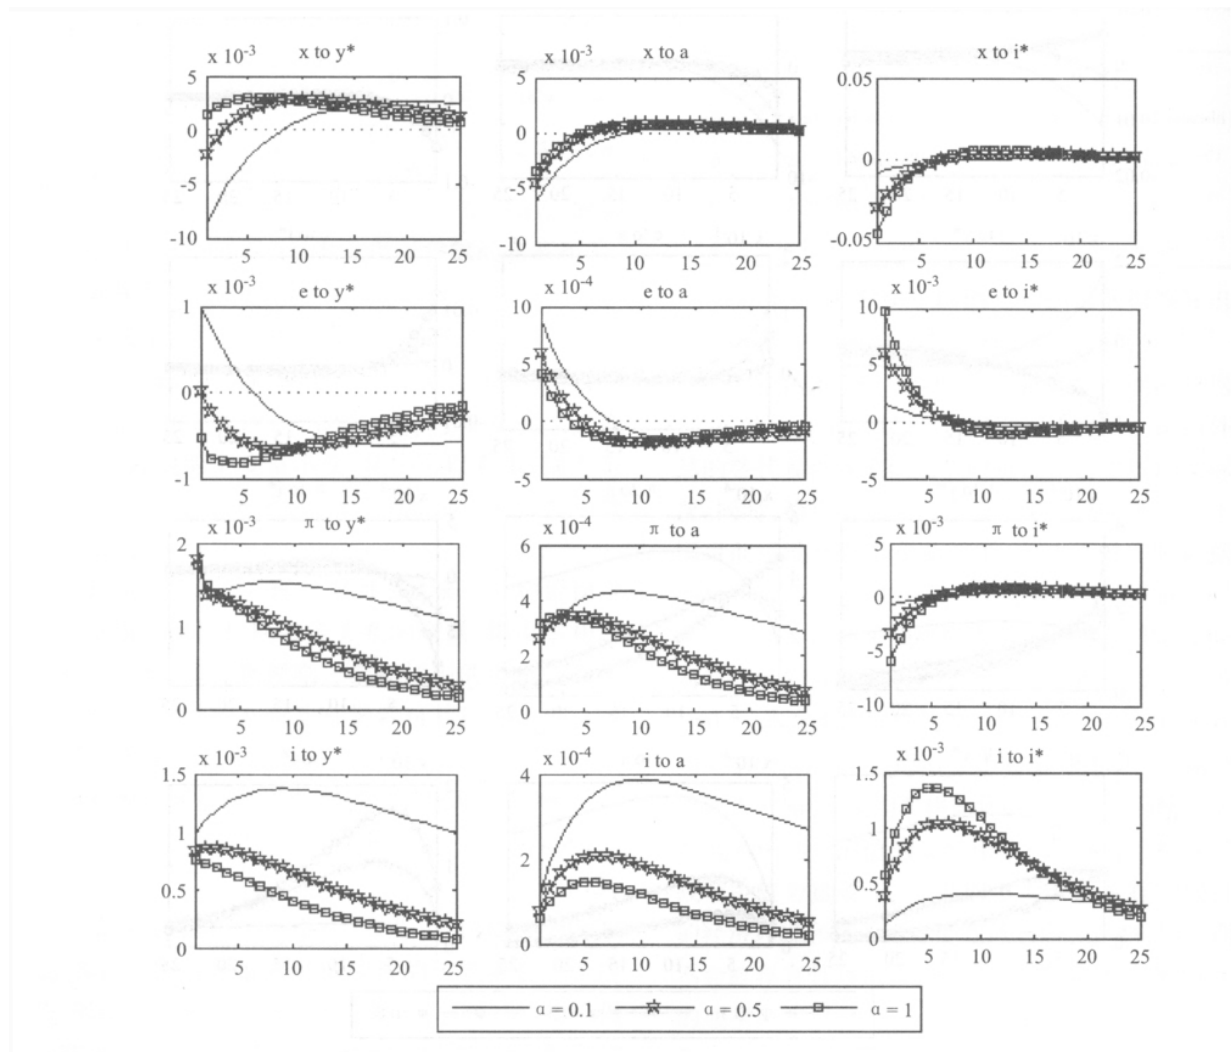 x 10⁻³ x to y*
5
0
-5
-10
5 10 15 20 25
x 10⁻³ x to a
5
0
-5
-10
5 10 15 20 25
x to i*
0.05
0
-0.05
5 10 15 20 25
x 10⁻³ e to y*
1
0
-1
5 10 15 20 25
x 10⁻⁴ e to a
10
5
0
-5
5 10 15 20 25
x 10⁻³ e to i*
10
5
0
-5
5 10 15 20 25
x 10⁻³ π to y*
2
1
0
5 10 15 20 25
x 10⁻⁴ π to a
6
4
2
0
5 10 15 20 25
x 10⁻³ π to i*
5
0
-5
-10
5 10 15 20 25
x 10⁻³ i to y*
1.5
1
0.5
0
5 10 15 20 25
x 10⁻⁴ i to a
4
2
0
5 10 15 20 25
x 10⁻³ i to i*
1.5
1
0.5
0
5 10 15 20 25
α = 0.1 α = 0.5 α = 1